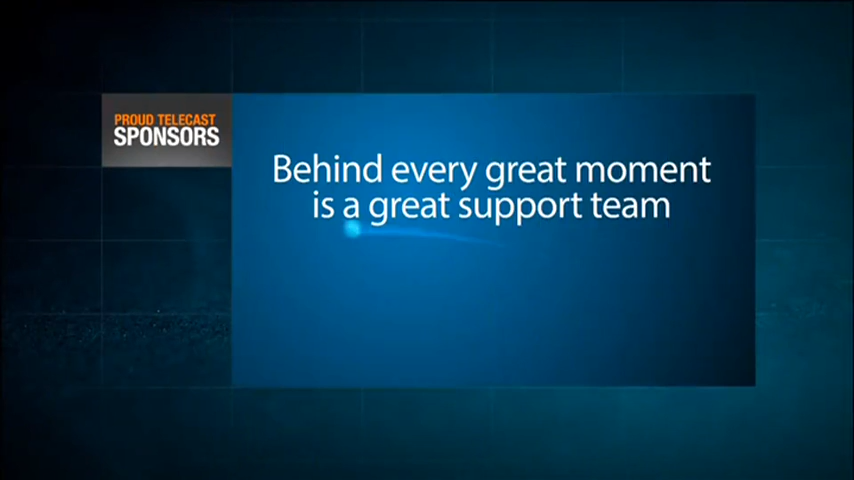 PROUD TELECAST
SPONSORS
Behind every great moment
is a great support team